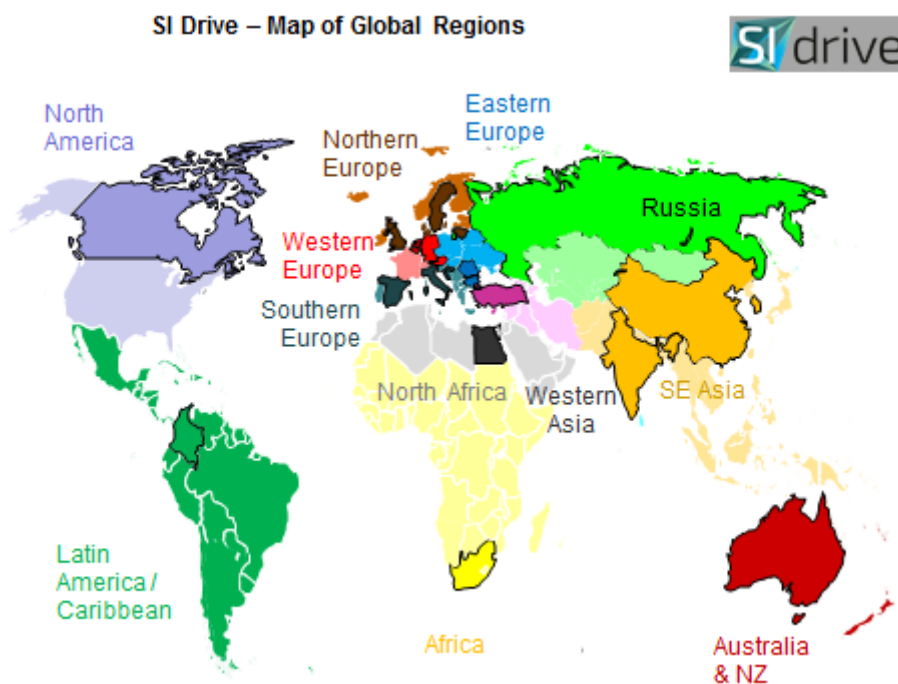 SI Drive – Map of Global Regions
SI drive
North
America
Northern
Europe
Eastern
Europe
Russia
Western
Europe
Southern
Europe
North Africa
Western
Asia
SE Asia
Latin
America /
Caribbean
Africa
Australia
& NZ